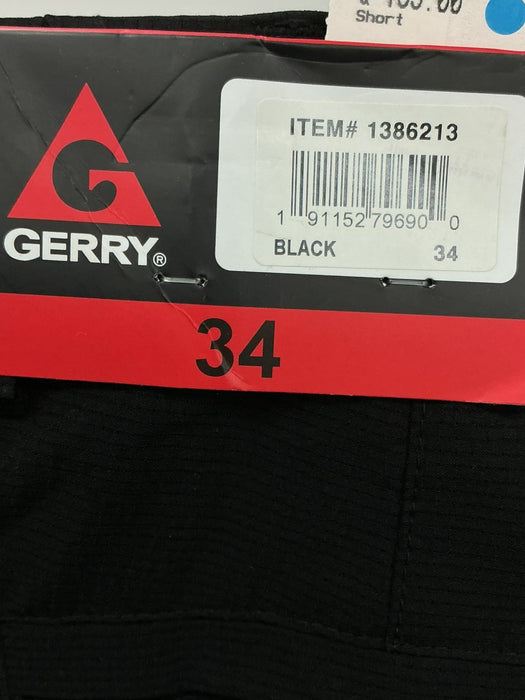 Short
ITEM# 1386213
1 91152 79690 0
BLACK 34
G
GERRY®
34